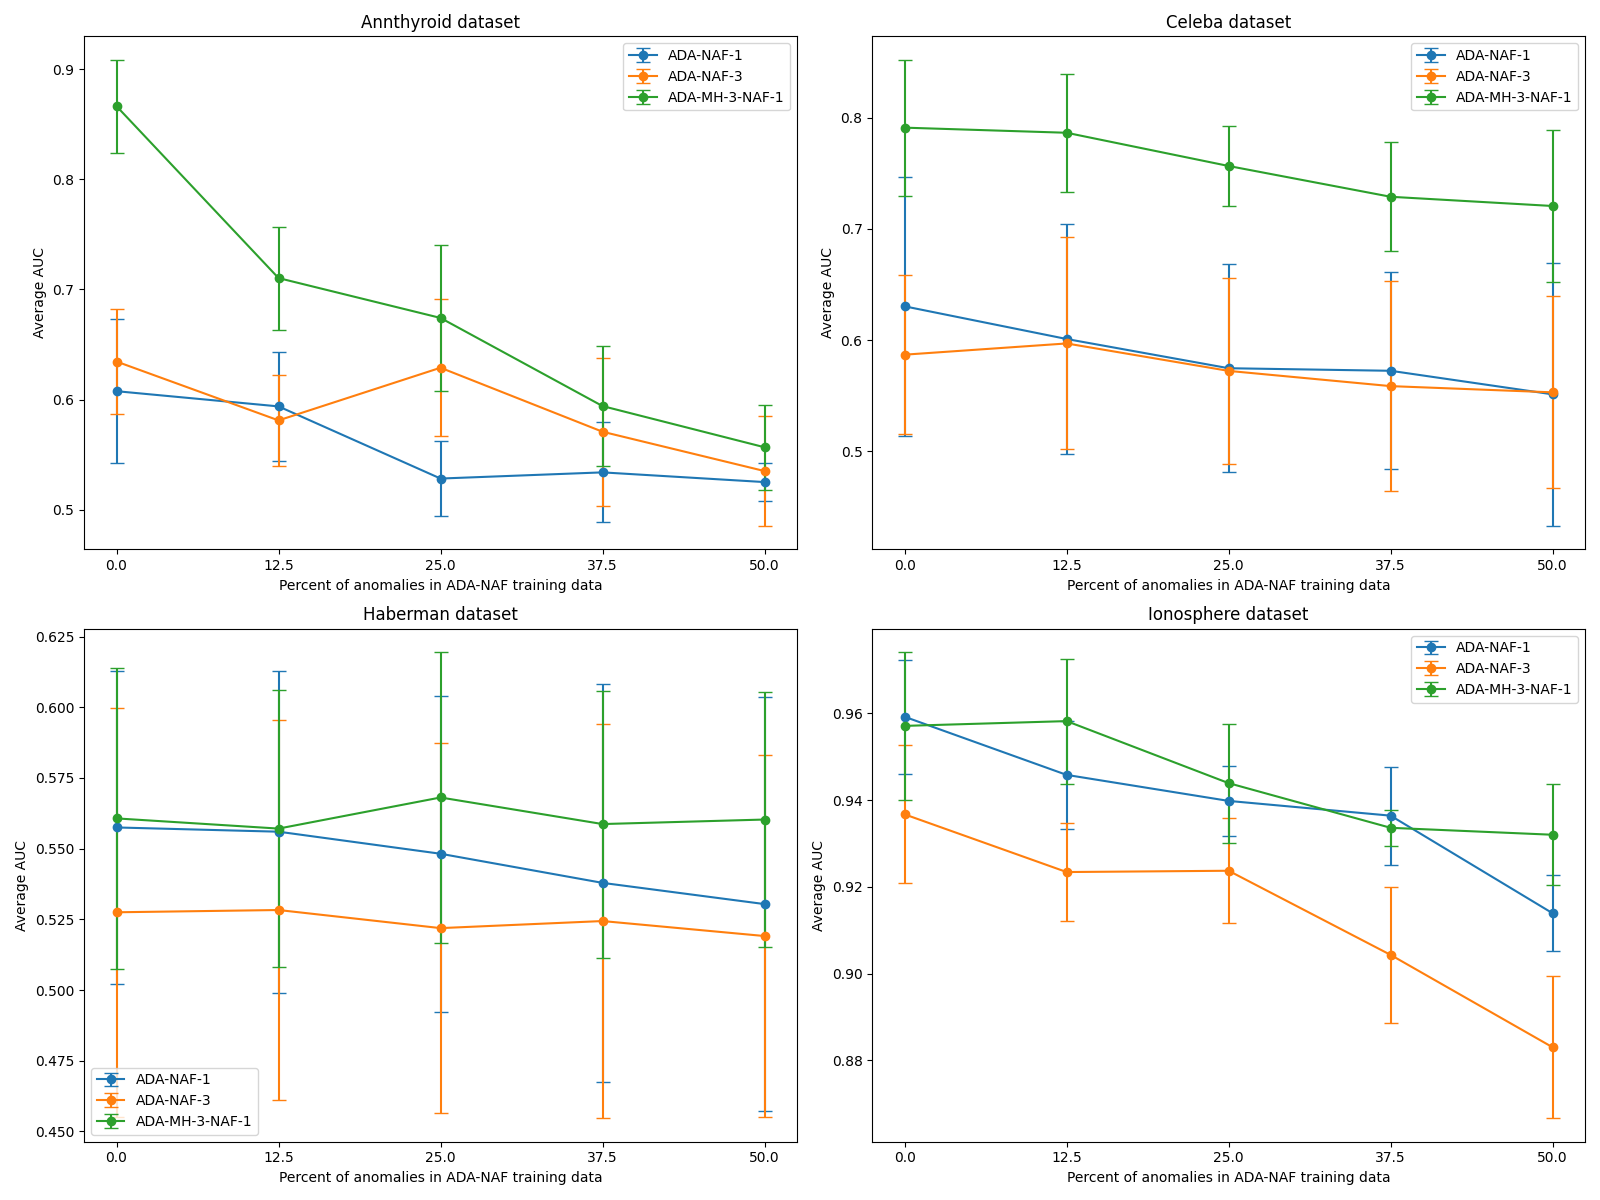 Annthyroid dataset
Average AUC
0.9
0.8
0.7
0.6
0.5
ADA-NAF-1
ADA-NAF-3
ADA-MH-3-NAF-1
0.0 12.5 25.0 37.5 50.0
Percent of anomalies in ADA-NAF training data
Celeba dataset
Average AUC
0.8
0.7
0.6
0.5
ADA-NAF-1
ADA-NAF-3
ADA-MH-3-NAF-1
0.0 12.5 25.0 37.5 50.0
Percent of anomalies in ADA-NAF training data
Haberman dataset
Average AUC
0.625
0.600
0.575
0.550
0.525
0.500
0.475
0.450
ADA-NAF-1
ADA-NAF-3
ADA-MH-3-NAF-1
0.0 12.5 25.0 37.5 50.0
Percent of anomalies in ADA-NAF training data
Ionosphere dataset
Average AUC
0.96
0.94
0.92
0.90
0.88
ADA-NAF-1
ADA-NAF-3
ADA-MH-3-NAF-1
0.0 12.5 25.0 37.5 50.0
Percent of anomalies in ADA-NAF training data